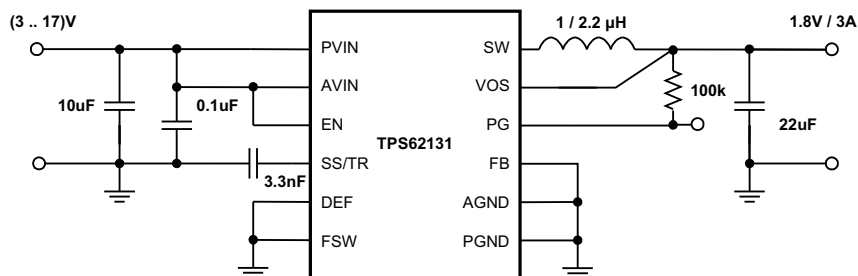 (3 .. 17)V
1 / 2.2 µH
1.8V / 3A
PVIN
SW
AVIN
VOS
10uF
0.1uF
100k
EN
PG
22uF
TPS62131
SS/TR
FB
3.3nF
DEF
AGND
FSW
PGND